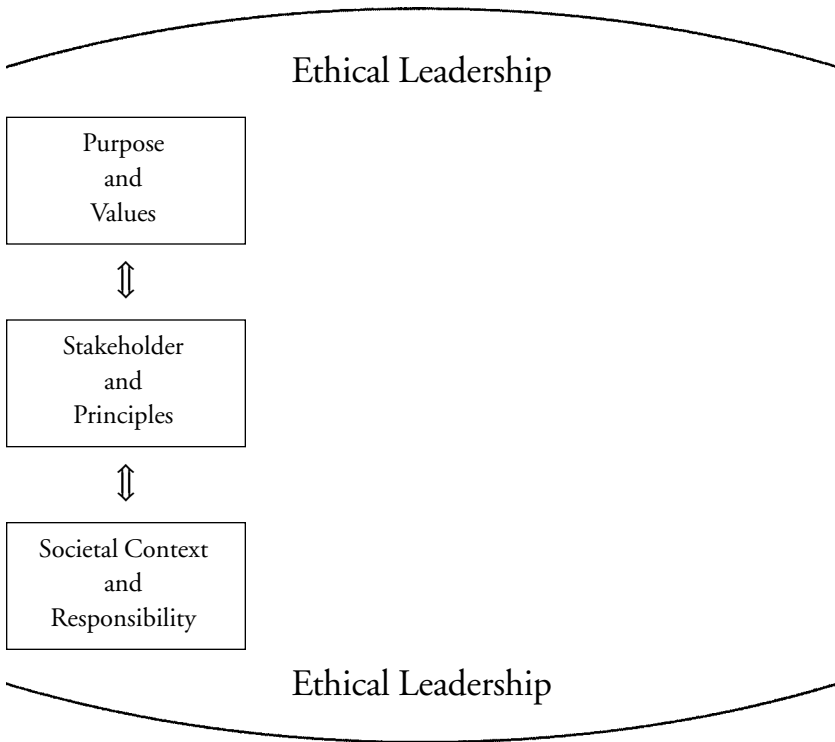 Ethical Leadership
Purpose
and
Values
Stakeholder
and
Principles
Societal Context
and
Responsibility
Ethical Leadership